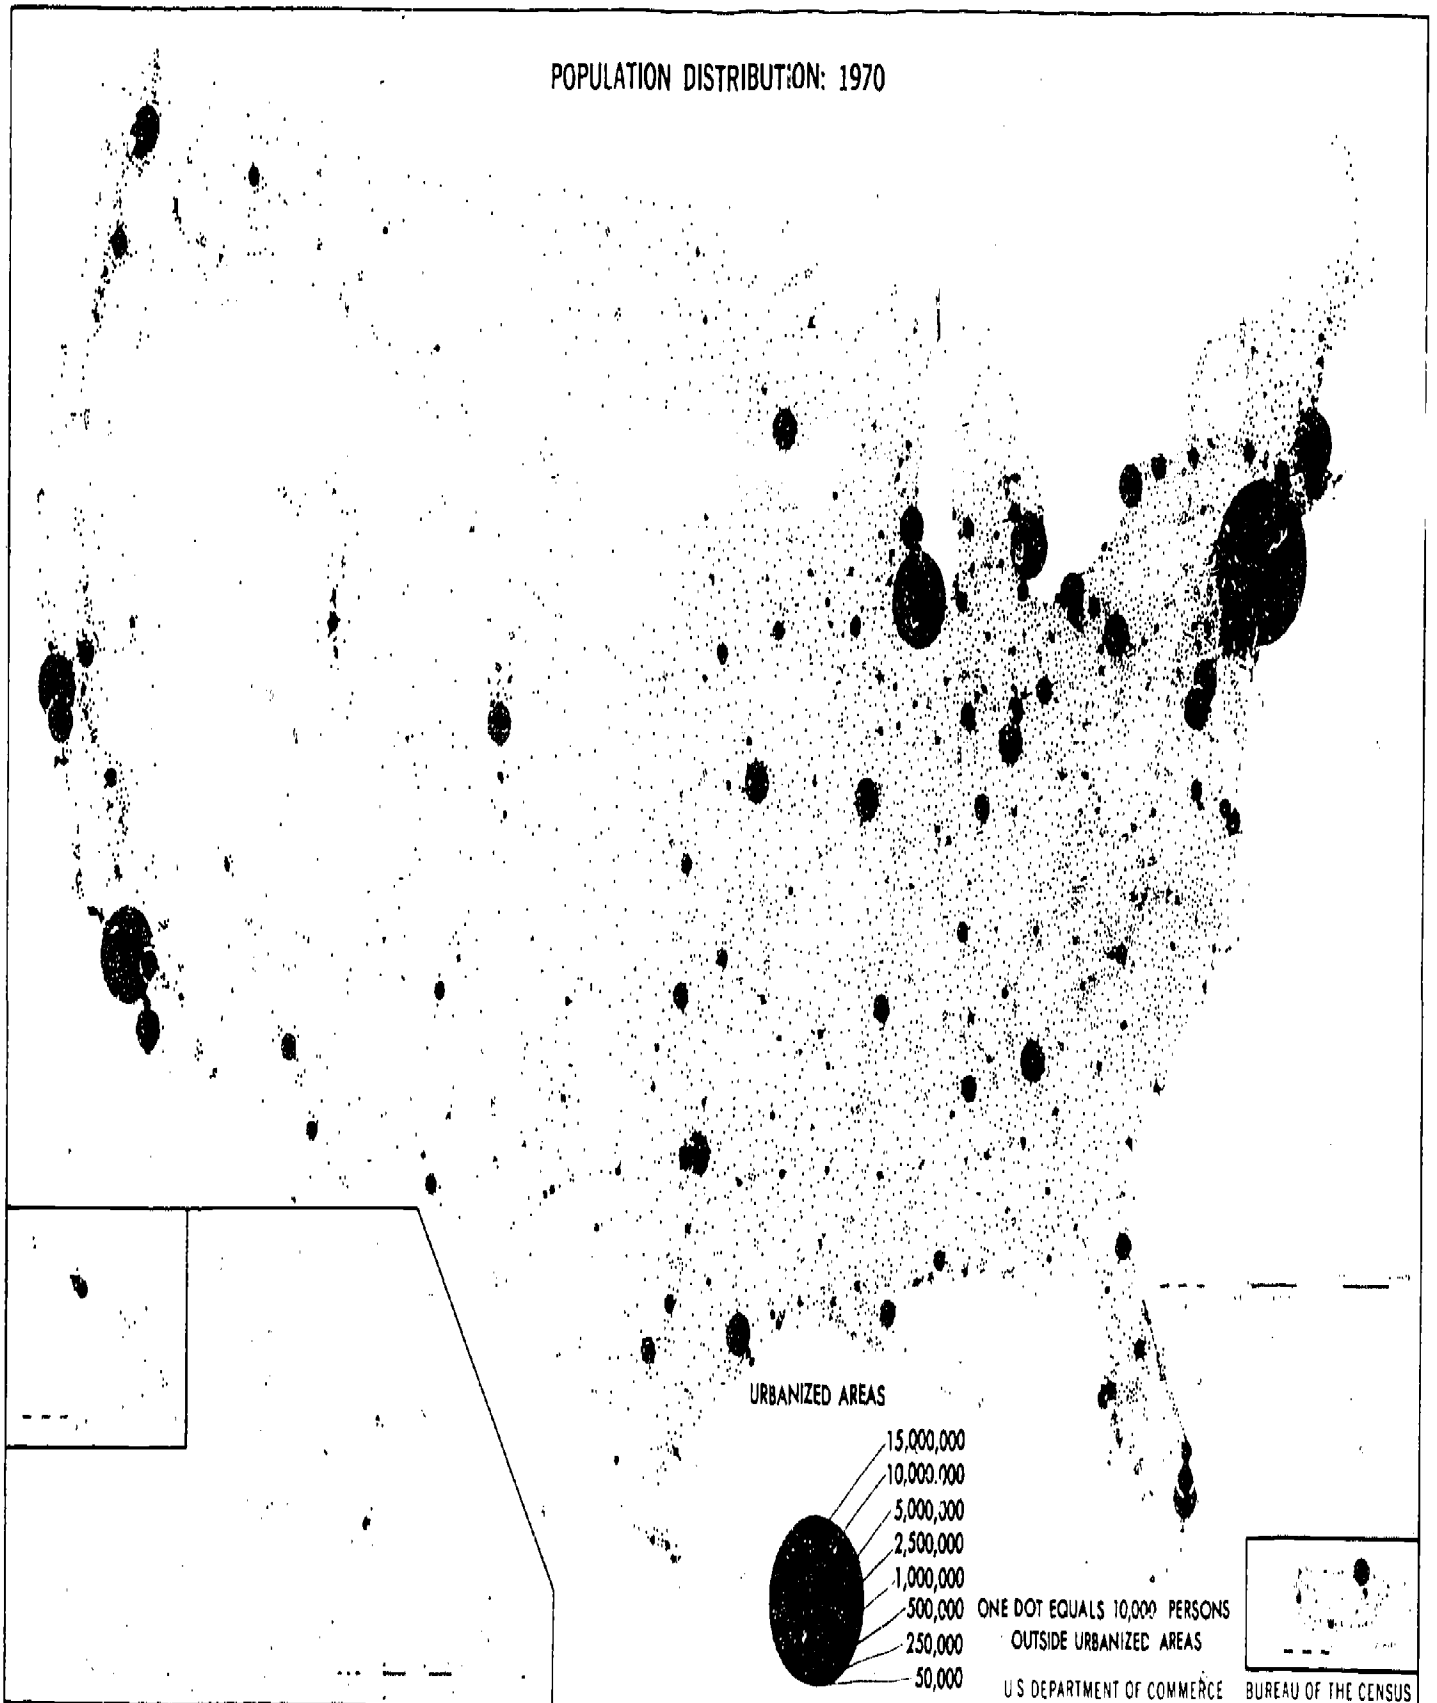 POPULATION DISTRIBUTION: 1970
URBANIZED AREAS
15,000,000
10,000,000
5,000,000
2,500,000
1,000,000
500,000
250,000
50,000
ONE DOT EQUALS 10,000 PERSONS
OUTSIDE URBANIZED AREAS
U S DEPARTMENT OF COMMERCE BUREAU OF THE CENSUS